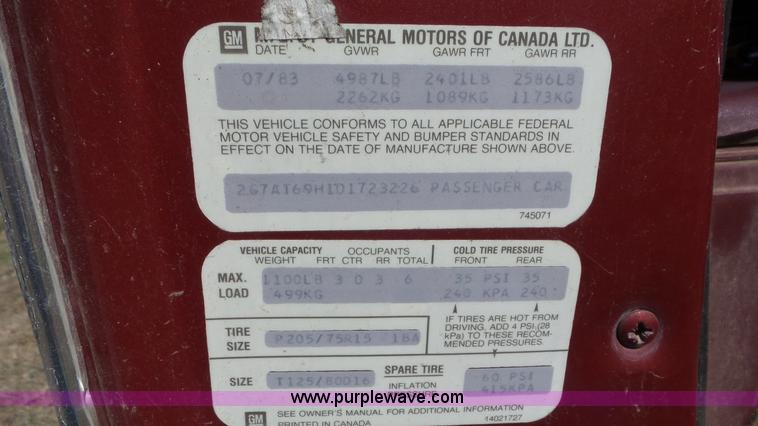 GM GENERAL MOTORS OF CANADA LTD.
DATE GVWR GAWR FRT GAWR RR
07/83 4987LB 2401LB 2586LB
2262KG 1089KG 1173KG
THIS VEHICLE CONFORMS TO ALL APPLICABLE FEDERAL
MOTOR VEHICLE SAFETY AND BUMPER STANDARDS IN
EFFECT ON THE DATE OF MANUFACTURE SHOWN ABOVE.
2G7AT69H1D1723226 PASSENGER CAR
745071
VEHICLE CAPACITY OCCUPANTS COLD TIRE PRESSURE
WEIGHT FRT CTR RR TOTAL FRONT REAR
MAX. 1100LB 3 0 3 6 35 PSI 35
LOAD 499KG 240 KPA 240
IF TIRES ARE HOT FROM
DRIVING, ADD 4 PSI,(28
kPa) TO THESE RECOM-
MENDED PRESSURES.
TIRE
SIZE P205/75R15 18A
SPARE TIRE
SIZE T125/80D16 INFLATION 60 PSI
415KPA
www.purplewave.com
GM SEE OWNER'S MANUAL FOR ADDITIONAL INFORMATION
PRINTED IN CANADA 14021727